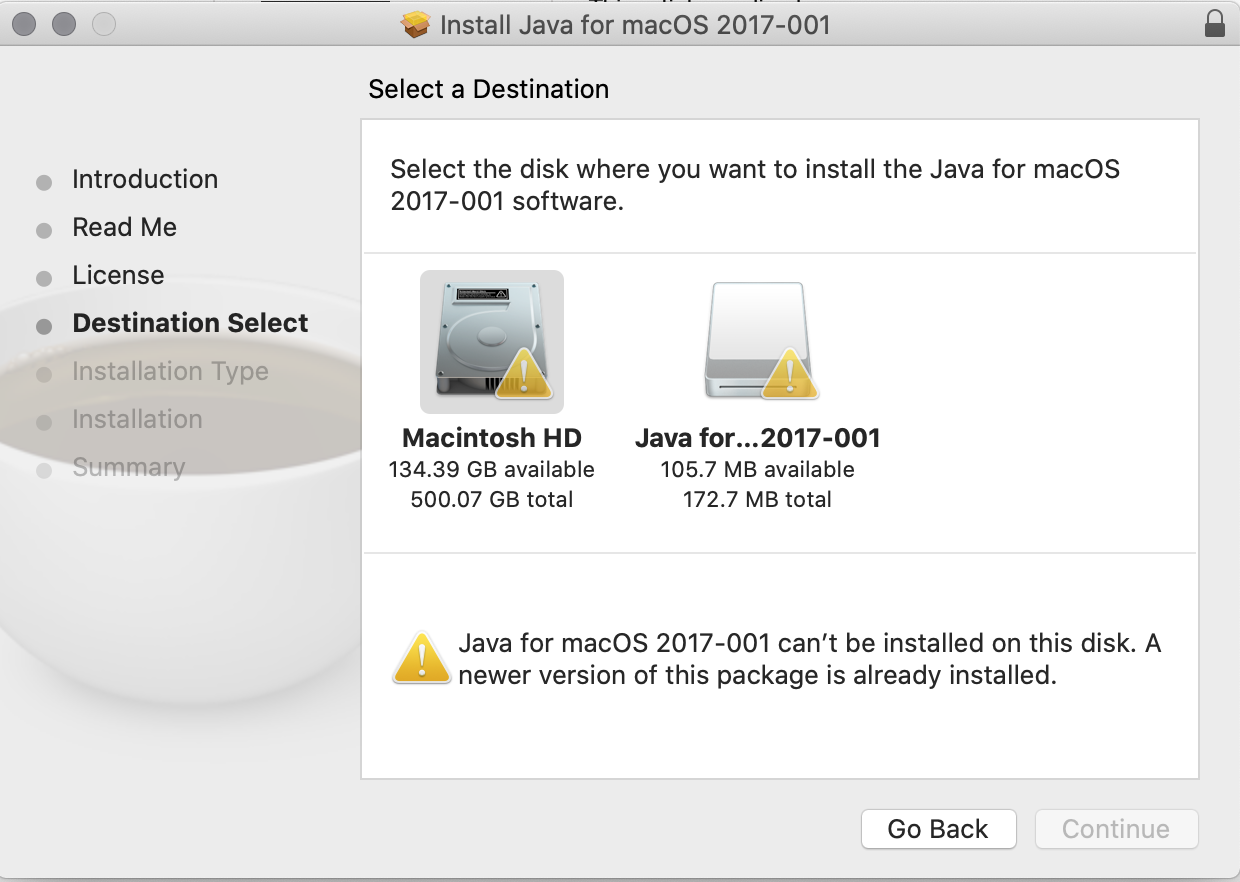 Install Java for macOS 2017-001
Select a Destination
Introduction
Read Me
License
Destination Select
Installation Type
Installation
Summary
Select the disk where you want to install the Java for macOS
2017-001 software.
Macintosh HD
134.39 GB available
500.07 GB total
Java for...2017-001
105.7 MB available
172.7 MB total
Java for macOS 2017-001 can’t be installed on this disk. A
newer version of this package is already installed.
Go Back
Continue